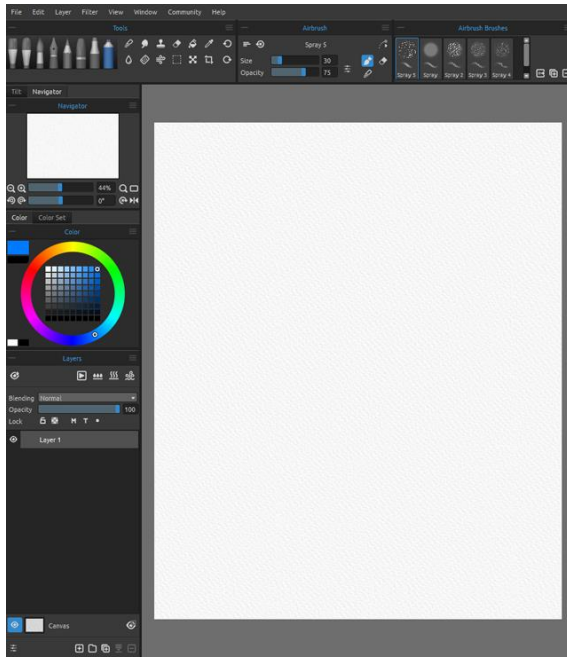 File Edit Layer Filter View Window Community Help
Tools
Airbrush
Airbrush Brushes
Spray 5
Size 30
Opacity 75
Spray 5 Spray Spray 2 Spray 3 Spray 4
Tilt Navigator
Navigator
44%
0°
Color Color Set
Color
Layers
Blending Normal
Opacity 100
Lock M T
Layer 1
Canvas